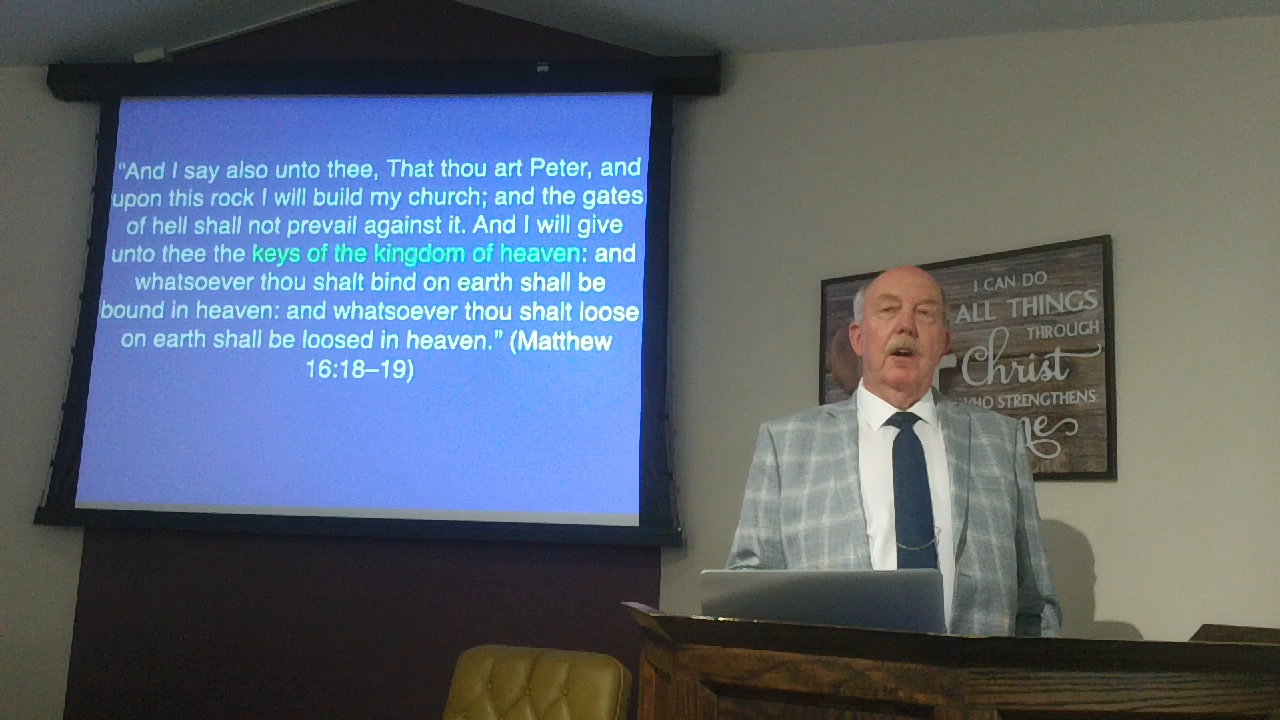 "And I say also unto thee, That thou art Peter, and
upon this rock I will build my church; and the gates
of hell shall not prevail against it. And I will give
unto thee the keys of the kingdom of heaven: and
whatsoever thou shalt bind on earth shall be
bound in heaven: and whatsoever thou shalt loose
on earth shall be loosed in heaven." (Matthew
16:18–19)
I CAN DO
ALL THINGS
THROUGH
Christ
WHO STRENGTHENS
me